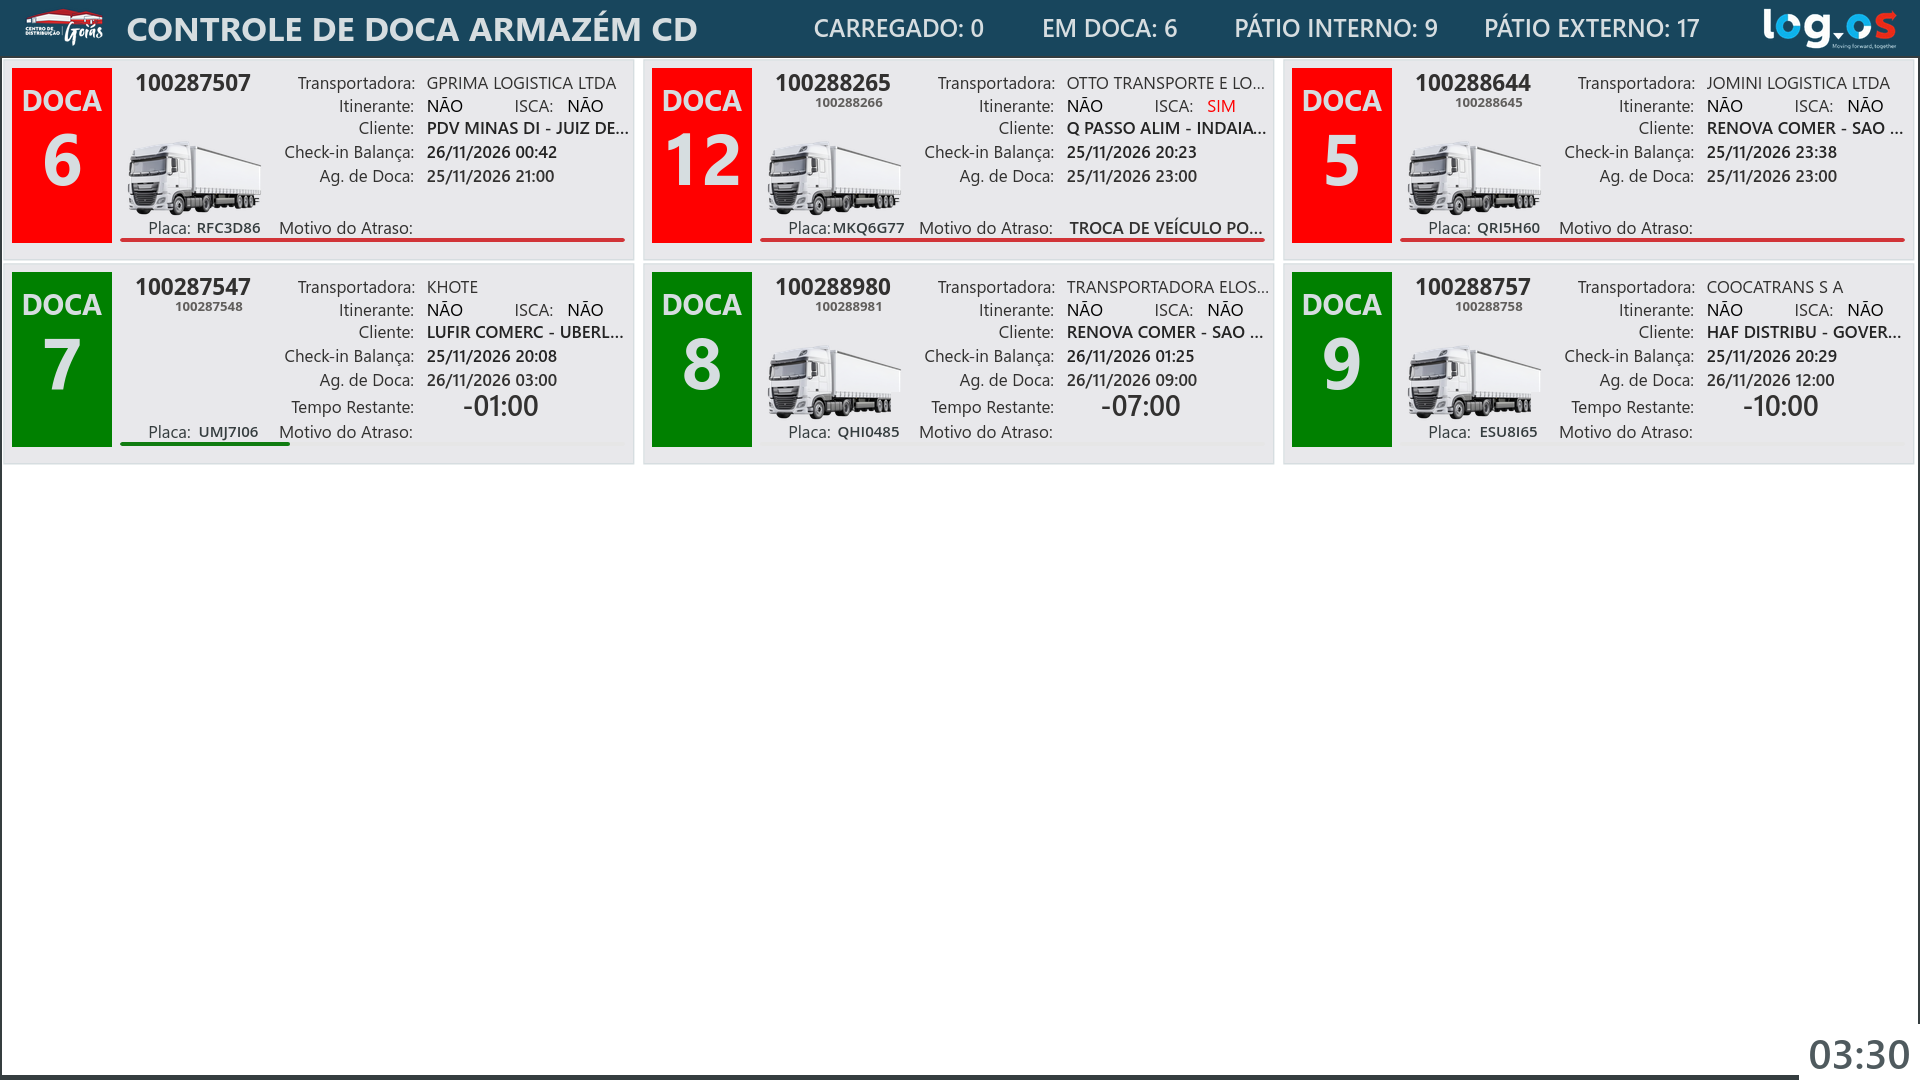 CENTRO DE DISTRIBUIÇÃO Goiás CONTROLE DE DOCA ARMAZÉM CD CARREGADO: 0 EM DOCA: 6 PÁTIO INTERNO: 9 PÁTIO EXTERNO: 17 log.os
Moving forward, together
DOCA
6
100287507
Transportadora: GPRIMA LOGISTICA LTDA
Itinerante: NÃO ISCA: NÃO
Cliente: PDV MINAS DI - JUIZ DE...
Check-in Balança: 26/11/2026 00:42
Ag. de Doca: 25/11/2026 21:00
Placa: RFC3D86 Motivo do Atraso:
DOCA
12
100288265
100288266
Transportadora: OTTO TRANSPORTE E LO...
Itinerante: NÃO ISCA: SIM
Cliente: Q PASSO ALIM - INDAIA...
Check-in Balança: 25/11/2026 20:23
Ag. de Doca: 25/11/2026 23:00
Placa: MKQ6G77 Motivo do Atraso: TROCA DE VEÍCULO PO...
DOCA
5
100288644
100288645
Transportadora: JOMINI LOGISTICA LTDA
Itinerante: NÃO ISCA: NÃO
Cliente: RENOVA COMER - SAO ...
Check-in Balança: 25/11/2026 23:38
Ag. de Doca: 25/11/2026 23:00
Placa: QRI5H60 Motivo do Atraso:
DOCA
7
100287547
100287548
Transportadora: KHOTE
Itinerante: NÃO ISCA: NÃO
Cliente: LUFIR COMERC - UBERL...
Check-in Balança: 25/11/2026 20:08
Ag. de Doca: 26/11/2026 03:00
Tempo Restante: -01:00
Placa: UMJ7I06 Motivo do Atraso:
DOCA
8
100288980
100288981
Transportadora: TRANSPORTADORA ELOS...
Itinerante: NÃO ISCA: NÃO
Cliente: RENOVA COMER - SAO ...
Check-in Balança: 26/11/2026 01:25
Ag. de Doca: 26/11/2026 09:00
Tempo Restante: -07:00
Placa: QHI0485 Motivo do Atraso:
DOCA
9
100288757
100288758
Transportadora: COOCATRANS S A
Itinerante: NÃO ISCA: NÃO
Cliente: HAF DISTRIBU - GOVER...
Check-in Balança: 25/11/2026 20:29
Ag. de Doca: 26/11/2026 12:00
Tempo Restante: -10:00
Placa: ESU8I65 Motivo do Atraso:
03:30